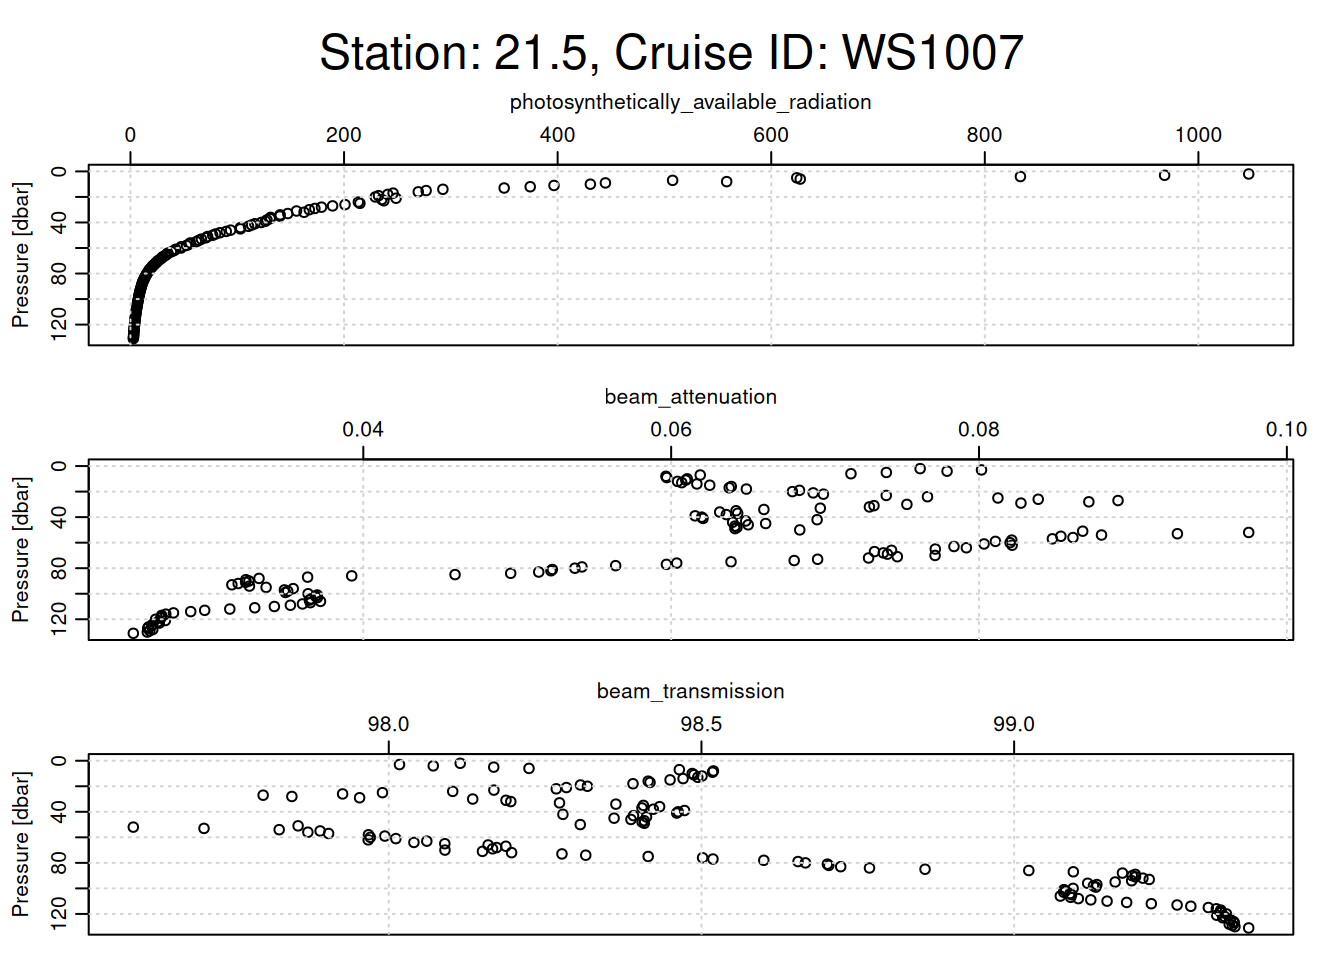 Station: 21.5, Cruise ID: WS1007
photosynthetically_available_radiation
0 200 400 600 800 1000
Pressure [dbar]
0
40
80
120
beam_attenuation
0.04 0.06 0.08 0.10
Pressure [dbar]
0
40
80
120
beam_transmission
98.0 98.5 99.0
Pressure [dbar]
0
40
80
120